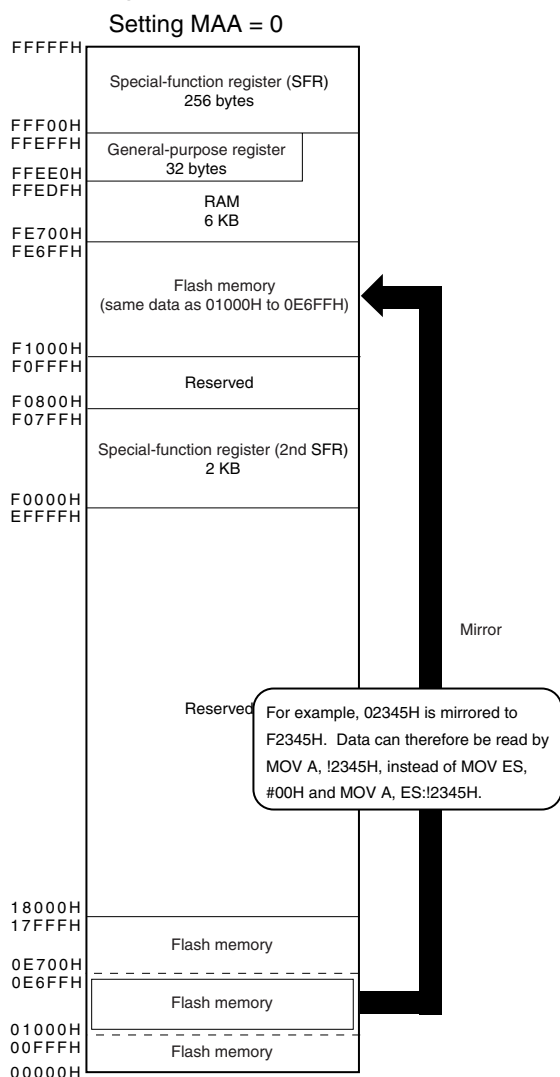 Setting MAA = 0
FFFFFH
Special-function register (SFR)
256 bytes
FFF00H
FFEFFH
General-purpose register
32 bytes
FFEE0H
FFEDFH
RAM
6 KB
FE700H
FE6FFH
Flash memory
(same data as 01000H to 0E6FFH)
F1000H
F0FFFH
Reserved
F0800H
F07FFH
Special-function register (2nd SFR)
2 KB
F0000H
EFFFFH
Mirror
Reserved
For example, 02345H is mirrored to
F2345H. Data can therefore be read by
MOV A, !2345H, instead of MOV ES,
#00H and MOV A, ES:!2345H.
18000H
17FFFH
Flash memory
0E700H
0E6FFH
Flash memory
01000H
00FFFH
Flash memory
00000H